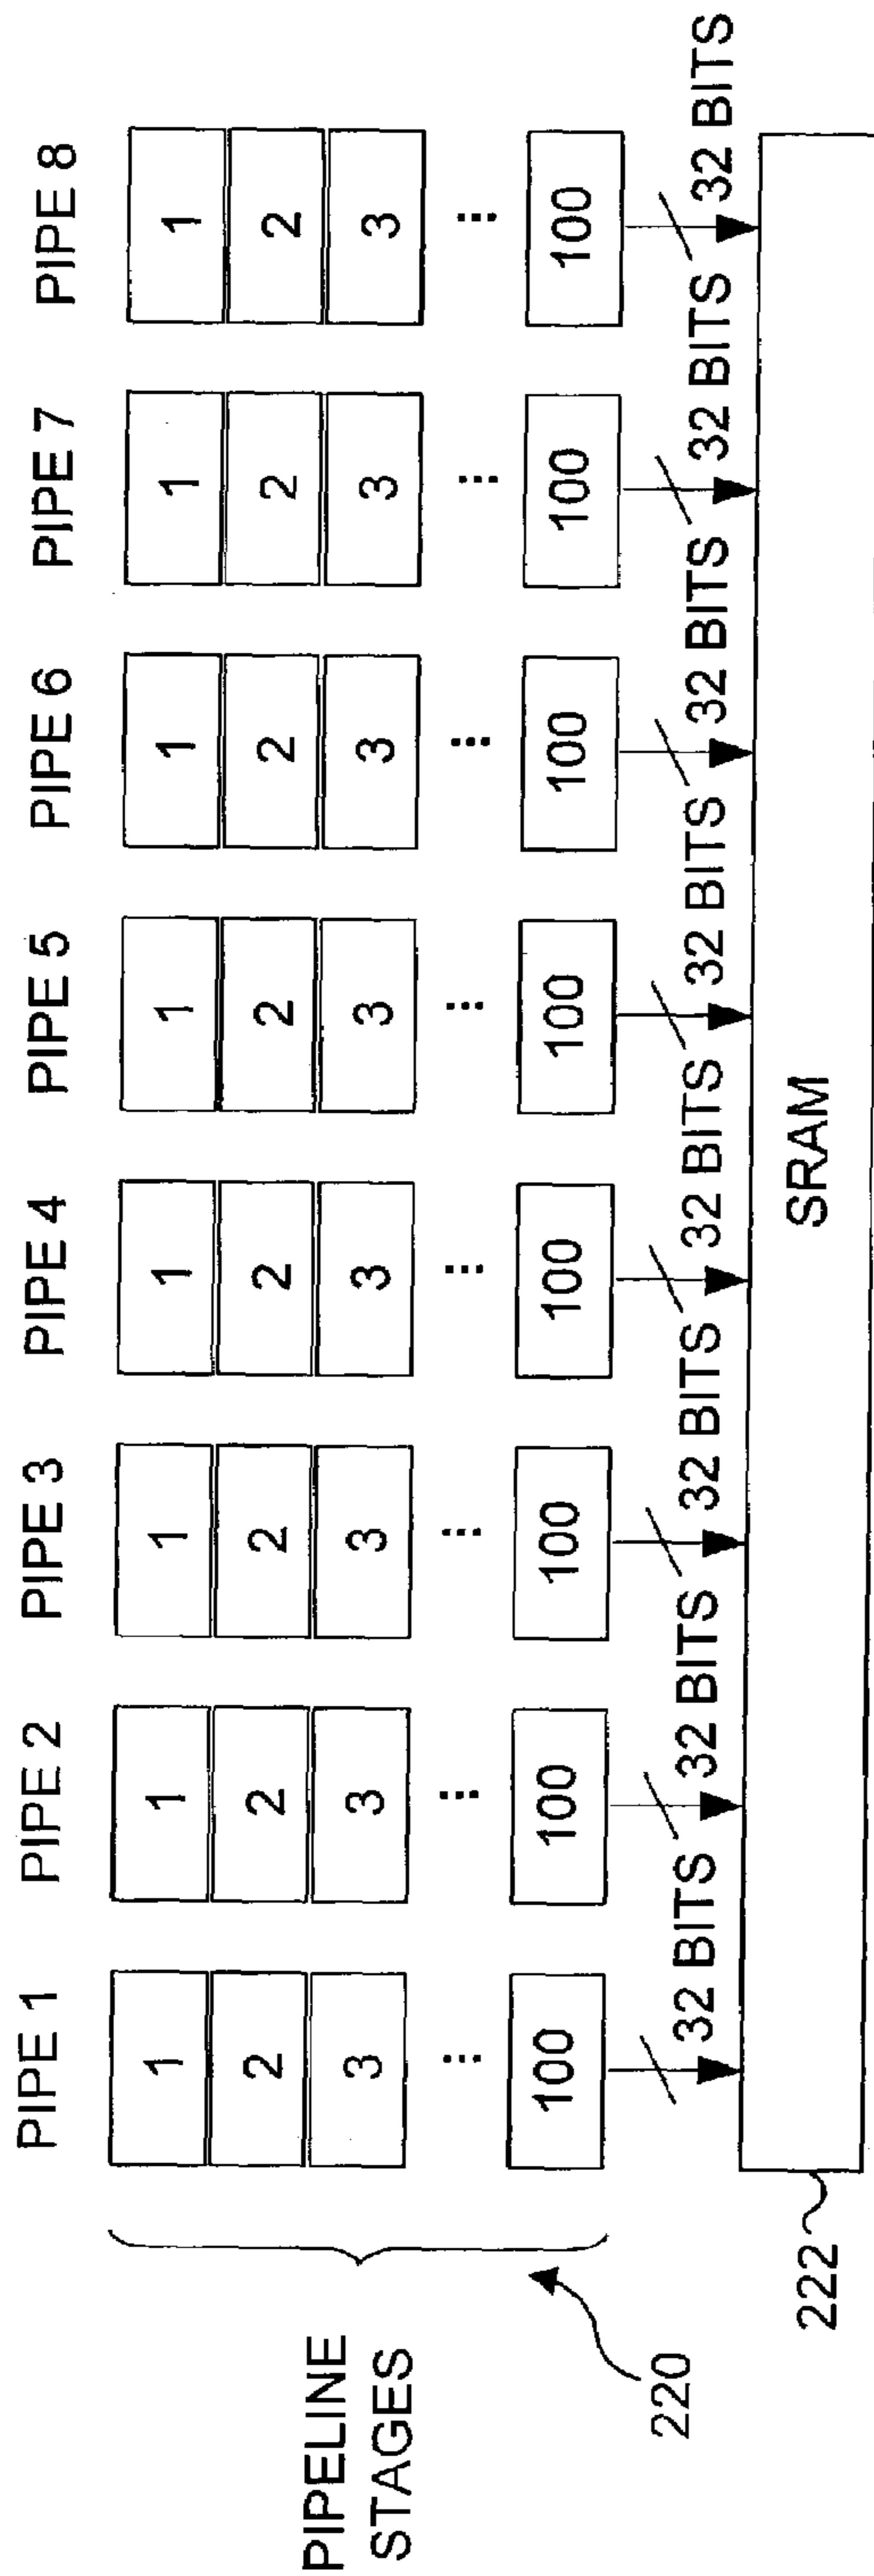 PIPE 1 PIPE 2 PIPE 3 PIPE 4 PIPE 5 PIPE 6 PIPE 7 PIPE 8
1 1 1 1 1 1 1 1
2 2 2 2 2 2 2 2
3 3 3 3 3 3 3 3
... ... ... ... ... ... ... ...
100 100 100 100 100 100 100 100
PIPELINE
STAGES
220
32 BITS 32 BITS 32 BITS 32 BITS 32 BITS 32 BITS 32 BITS 32 BITS
SRAM
222